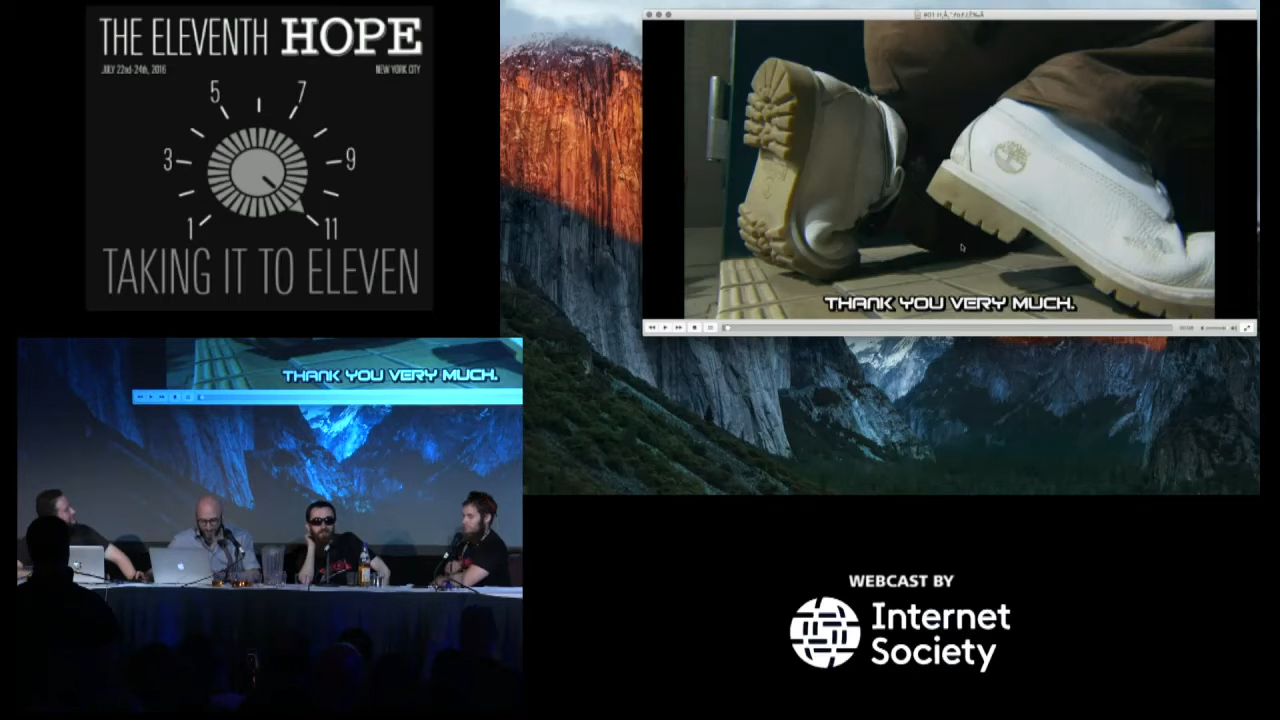 THE ELEVENTH HOPE
JULY 22nd-24th, 2016
NEW YORK CITY
5
7
3
9
1
11
TAKING IT TO ELEVEN
THANK YOU VERY MUCH.
THANK YOU VERY MUCH.
WEBCAST BY
Internet
Society